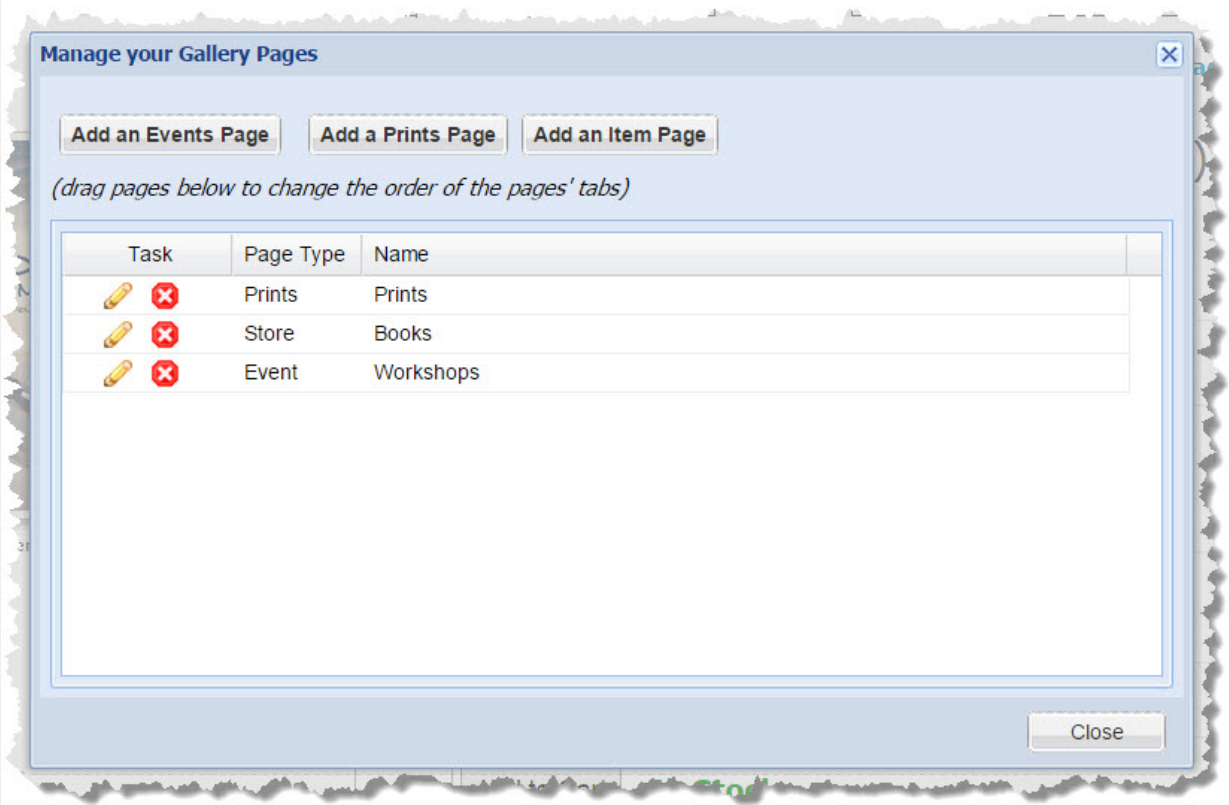 Manage your Gallery Pages
Add an Events Page Add a Prints Page Add an Item Page
(drag pages below to change the order of the pages' tabs)
Task Page Type Name
Prints Prints
Store Books
Event Workshops
Close